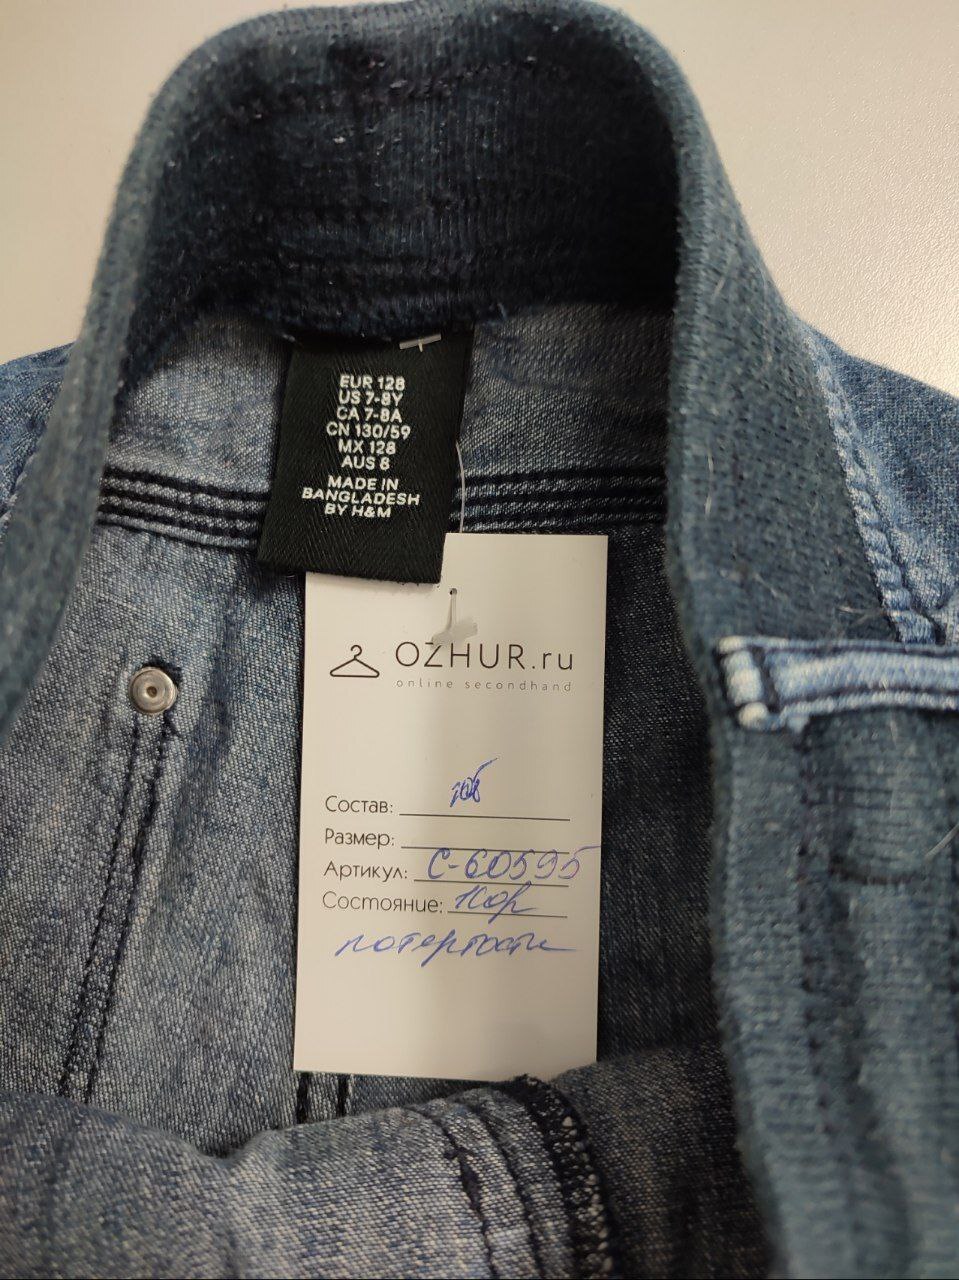 EUR 128
US 7-8Y
CA 7-8A
CN 130/59
MX 128
AUS 8
MADE IN
BANGLADESH
BY H&M
OZHUR.ru
online secondhand
Состав: хб
Размер:
Артикул: С-60595
Состояние: хор
потертости